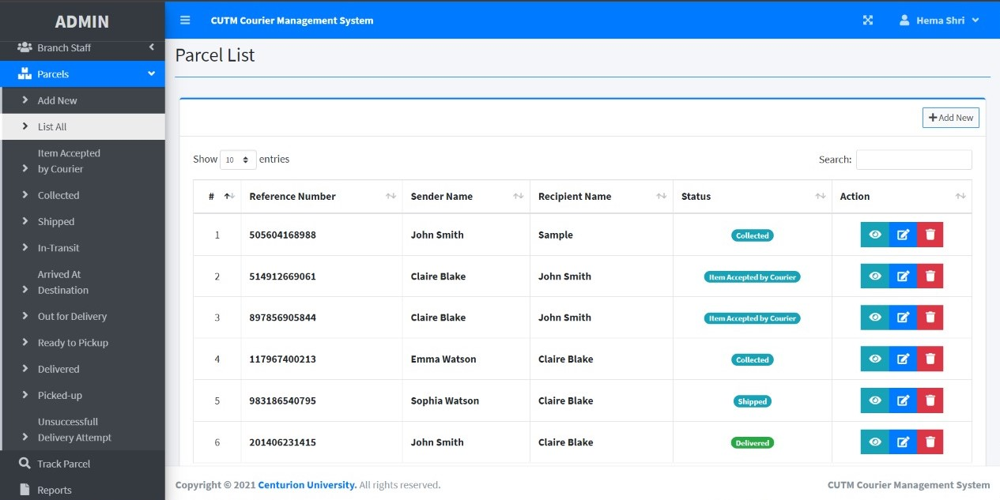 ADMIN
Branch Staff
Parcels
Add New
List All
Item Accepted
by Courier
Collected
Shipped
In-Transit
Arrived At
Destination
Out for Delivery
Ready to Pickup
Delivered
Picked-up
Unsuccessfull
Delivery Attempt
Track Parcel
Reports
CUTM Courier Management System
Hema Shri
Parcel List
Add New
Show 10 entries
Search:
# Reference Number Sender Name Recipient Name Status Action
1 505604168988 John Smith Sample Collected
2 514912669061 Claire Blake John Smith Item Accepted by Courier
3 897856905844 Claire Blake John Smith Item Accepted by Courier
4 117967400213 Emma Watson Claire Blake Collected
5 983186540795 Sophia Watson Claire Blake Shipped
6 201406231415 John Smith Claire Blake Delivered
Copyright © 2021 Centurion University. All rights reserved.
CUTM Courier Management System